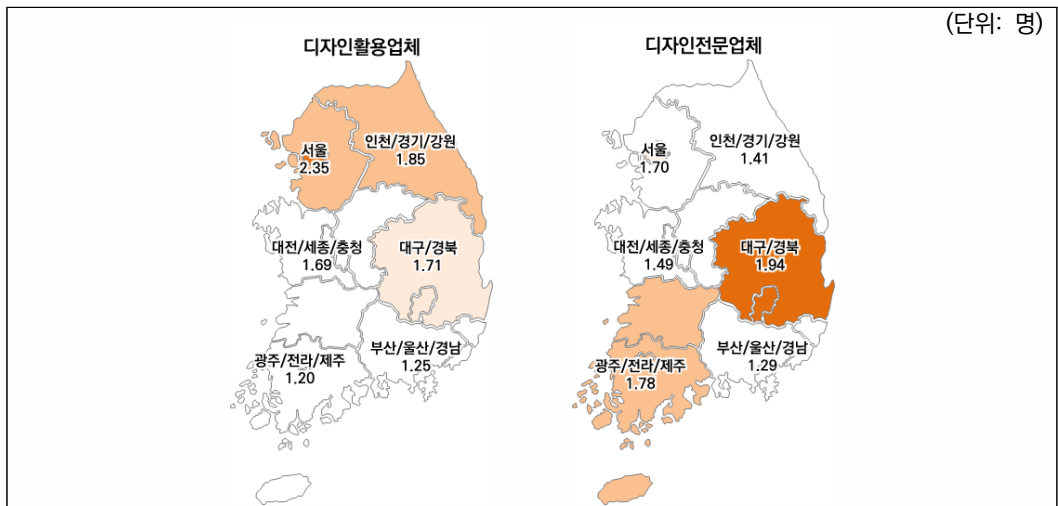 (단위: 명)
디자인활용업체
서울
2.35
인천/경기/강원
1.85
대전/세종/충청
1.69
대구/경북
1.71
광주/전라/제주
1.20
부산/울산/경남
1.25
디자인전문업체
서울
1.70
인천/경기/강원
1.41
대전/세종/충청
1.49
대구/경북
1.94
광주/전라/제주
1.78
부산/울산/경남
1.29